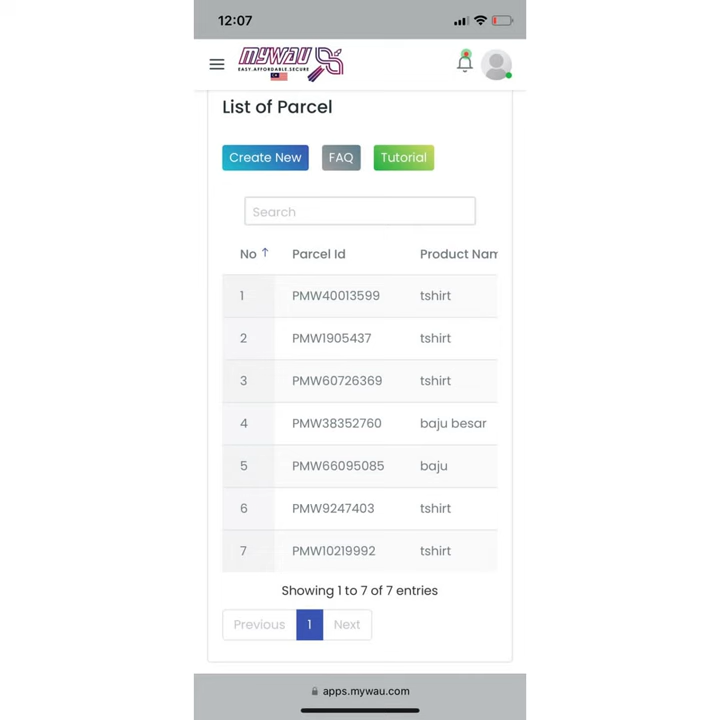 12:07
MYWAU
EASY.AFFORDABLE.SECURE
List of Parcel
Create New FAQ Tutorial
Search
No ↑ Parcel Id Product Nam
1 PMW40013599 tshirt
2 PMW1905437 tshirt
3 PMW60726369 tshirt
4 PMW38352760 baju besar
5 PMW66095085 baju
6 PMW9247403 tshirt
7 PMW10219992 tshirt
Showing 1 to 7 of 7 entries
Previous 1 Next
apps.mywau.com